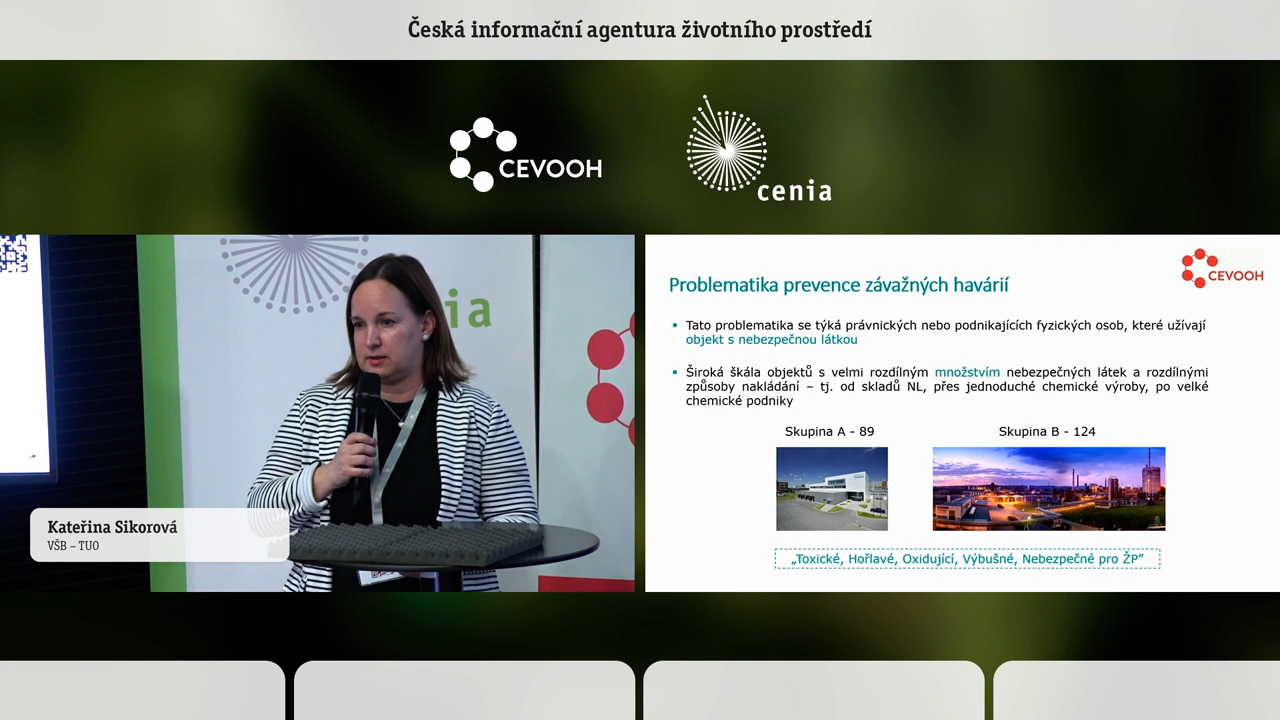 Česká informační agentura životního prostředí
CEVOOH
cenia
ia
CEVOOH
Problematika prevence závažných havárií
Tato problematika se týká právnických nebo podnikajících fyzických osob, které užívají
objekt s nebezpečnou látkou
Široká škála objektů s velmi rozdílným množstvím nebezpečných látek a rozdílnými
způsoby nakládání – tj. od skladů NL, přes jednoduché chemické výroby, po velké
chemické podniky
Skupina A - 89
Skupina B - 124
„Toxické, Hořlavé, Oxidující, Výbušné, Nebezpečné pro ŽP”
Kateřina Sikorová
VŠB – TUO